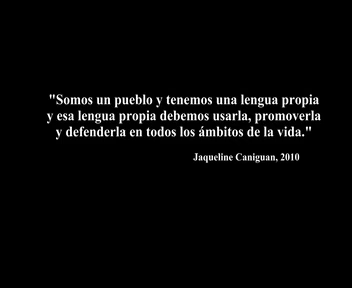 "Somos un pueblo y tenemos una lengua propia
y esa lengua propia debemos usarla, promoverla
y defenderla en todos los ámbitos de la vida."
Jaqueline Caniguan, 2010